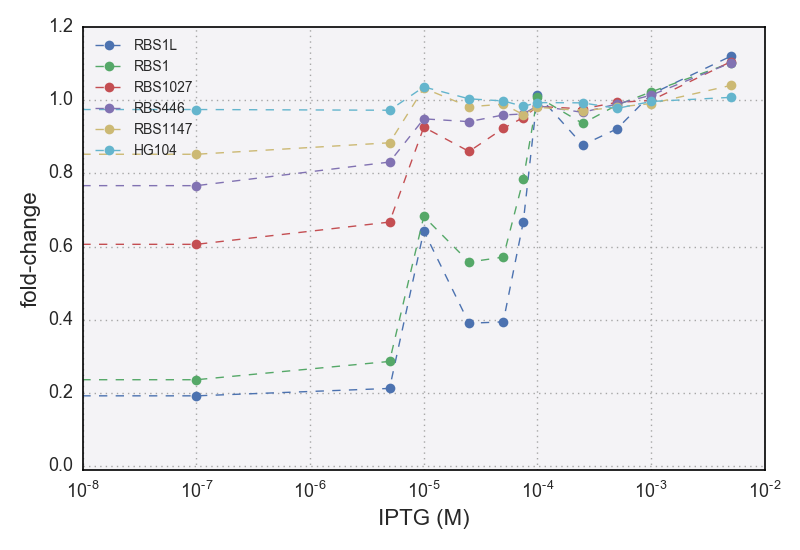 1.2
1.0
0.8
0.6
0.4
0.2
0.0
fold-change
RBS1L
RBS1
RBS1027
RBS446
RBS1147
HG104
10⁻⁸ 10⁻⁷ 10⁻⁶ 10⁻⁵ 10⁻⁴ 10⁻³ 10⁻²
IPTG (M)